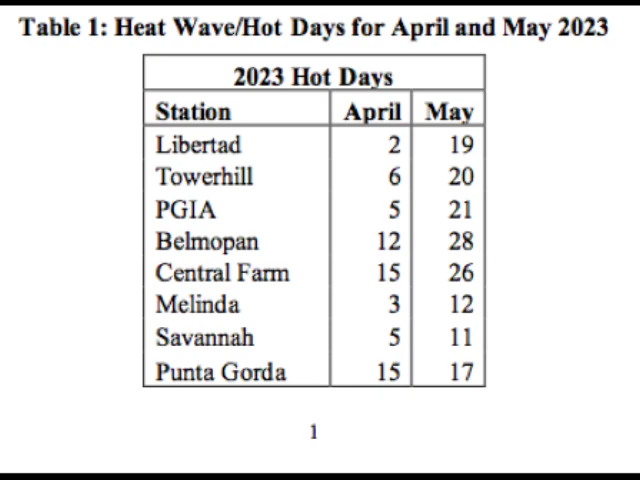 Table 1: Heat Wave/Hot Days for April and May 2023
2023 Hot Days
Station April May
Libertad 2 19
Towerhill 6 20
PGIA 5 21
Belmopan 12 28
Central Farm 15 26
Melinda 3 12
Savannah 5 11
Punta Gorda 15 17
1